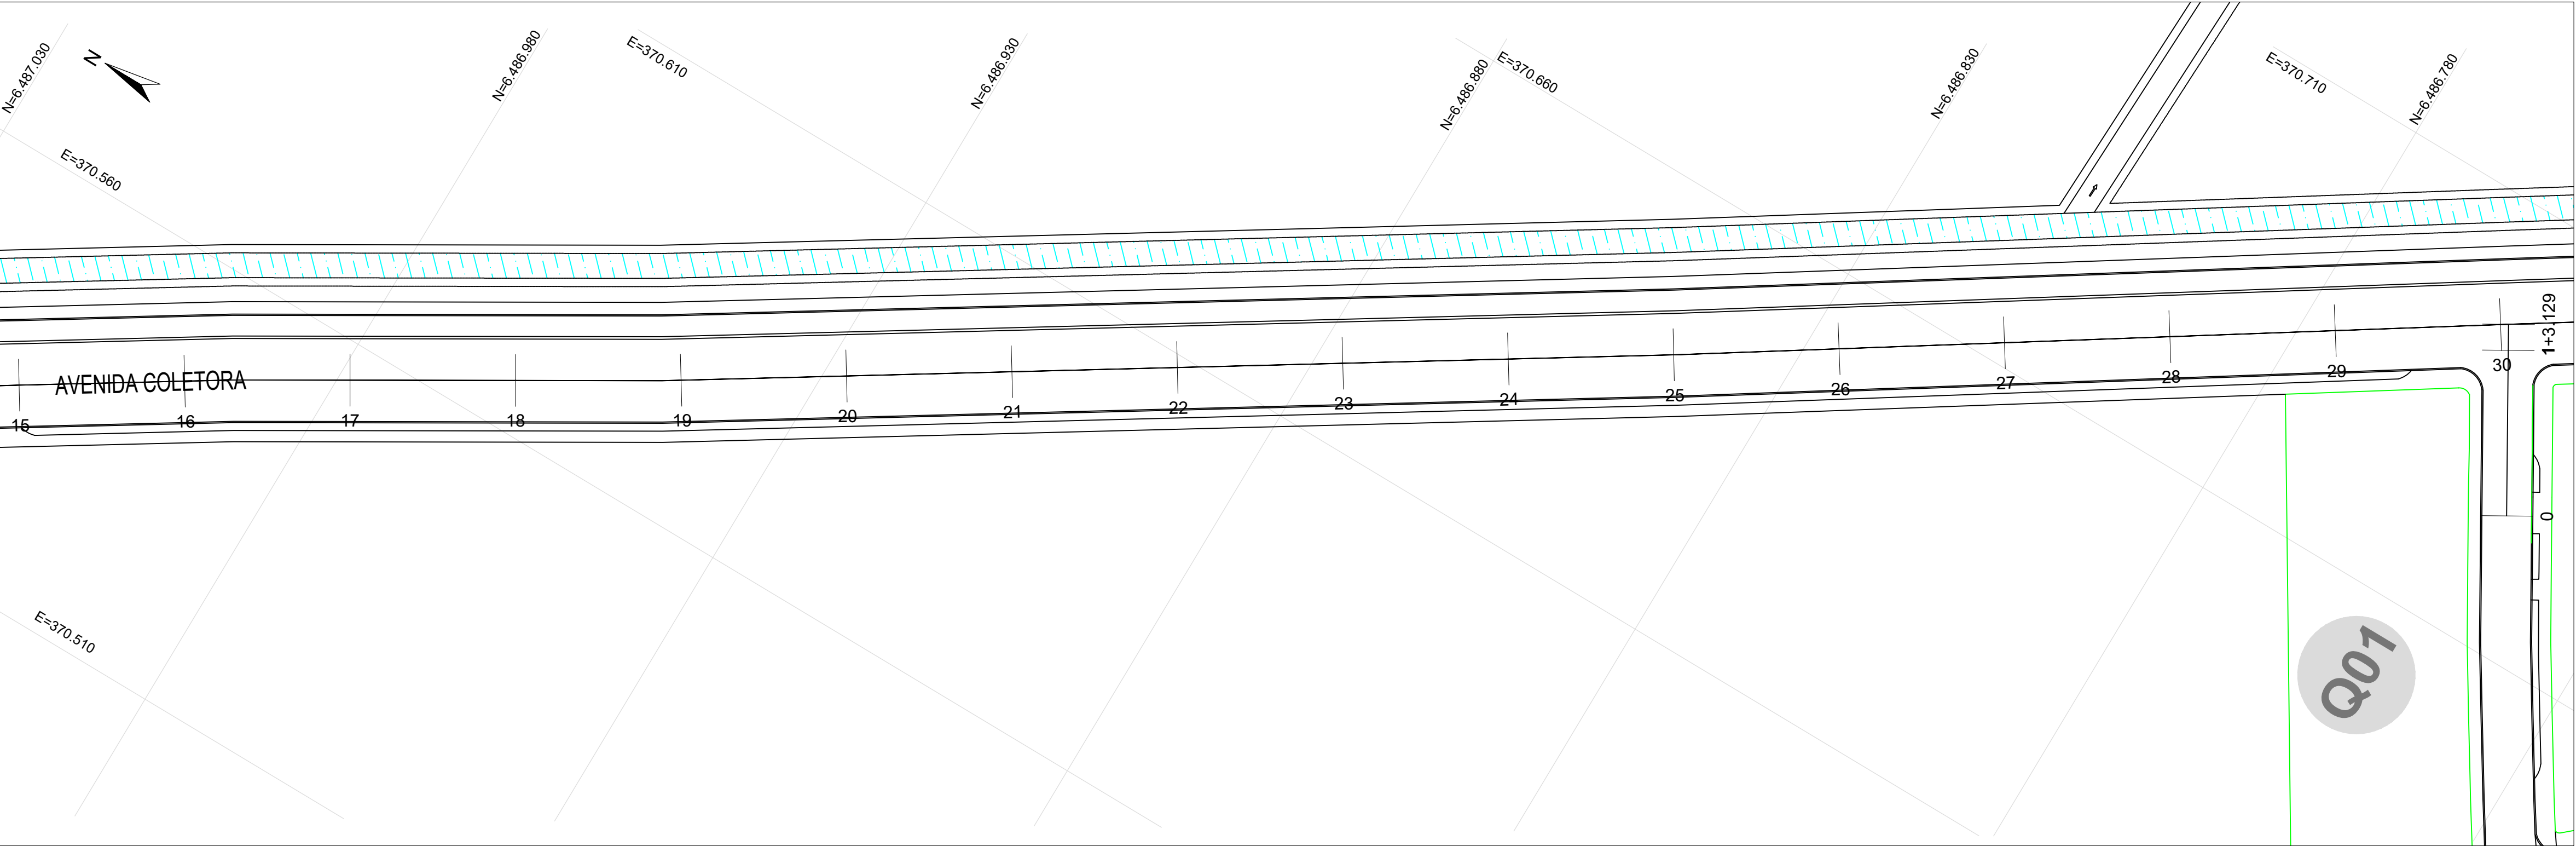 N=6.487.030
N
N=6.486.980
E=370.610
N=6.486.930
N=6.486.880
E=370.660
N=6.486.830
E=370.710
N=6.486.780
E=370.560
AVENIDA COLETORA
15
16
17
18
19
20
21
22
23
24
25
26
27
28
29
30
1+3,129
0
E=370.510
Q01